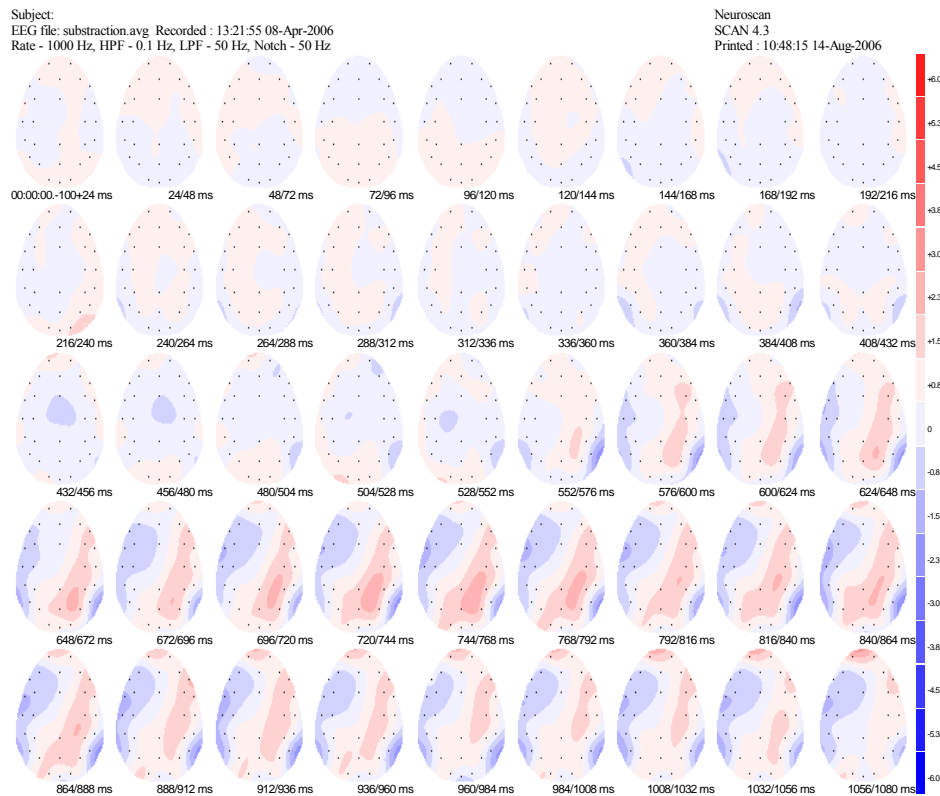 Subject:
EEG file: substraction.avg Recorded : 13:21:55 08-Apr-2006
Rate - 1000 Hz, HPF - 0.1 Hz, LPF - 50 Hz, Notch - 50 Hz
Neuroscan
SCAN 4.3
Printed : 10:48:15 14-Aug-2006
00:00:00.-100+24 ms 24/48 ms 48/72 ms 72/96 ms 96/120 ms 120/144 ms 144/168 ms 168/192 ms 192/216 ms
216/240 ms 240/264 ms 264/288 ms 288/312 ms 312/336 ms 336/360 ms 360/384 ms 384/408 ms 408/432 ms
432/456 ms 456/480 ms 480/504 ms 504/528 ms 528/552 ms 552/576 ms 576/600 ms 600/624 ms 624/648 ms
648/672 ms 672/696 ms 696/720 ms 720/744 ms 744/768 ms 768/792 ms 792/816 ms 816/840 ms 840/864 ms
864/888 ms 888/912 ms 912/936 ms 936/960 ms 960/984 ms 984/1008 ms 1008/1032 ms 1032/1056 ms 1056/1080 ms
+6.0
+5.3
+4.5
+3.8
+3.0
+2.3
+1.5
+0.8
0
-0.8
-1.5
-2.3
-3.0
-3.8
-4.5
-5.3
-6.0